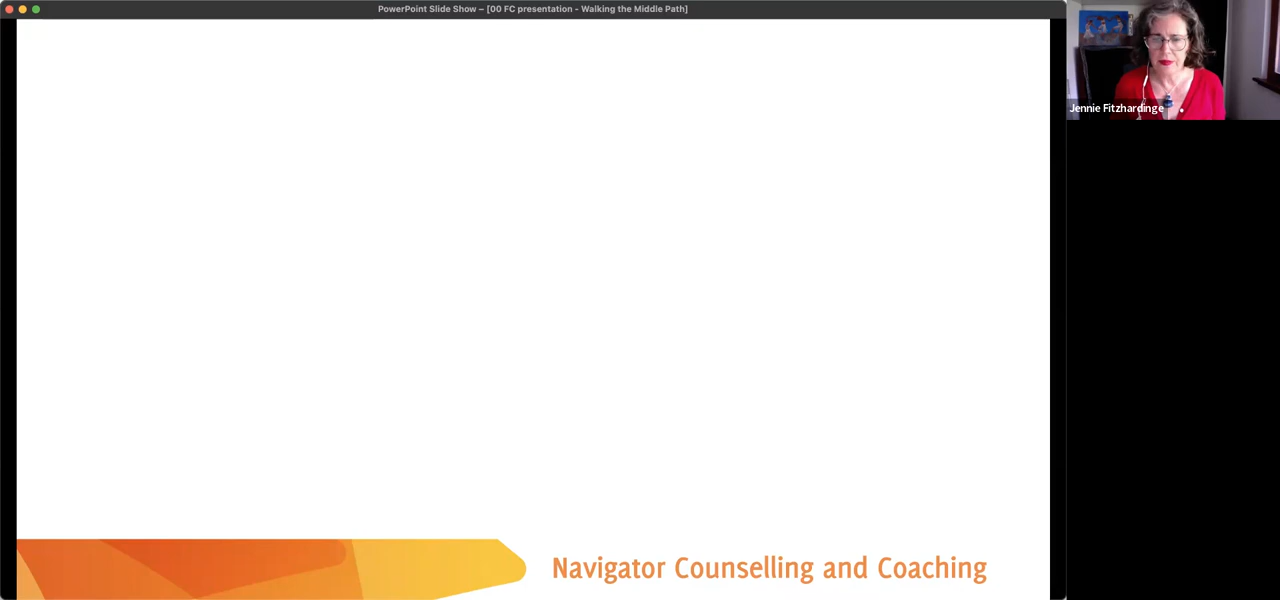 PowerPoint Slide Show – [00 FC presentation - Walking the Middle Path]
Jennie Fitzhardinge
Navigator Counselling and Coaching